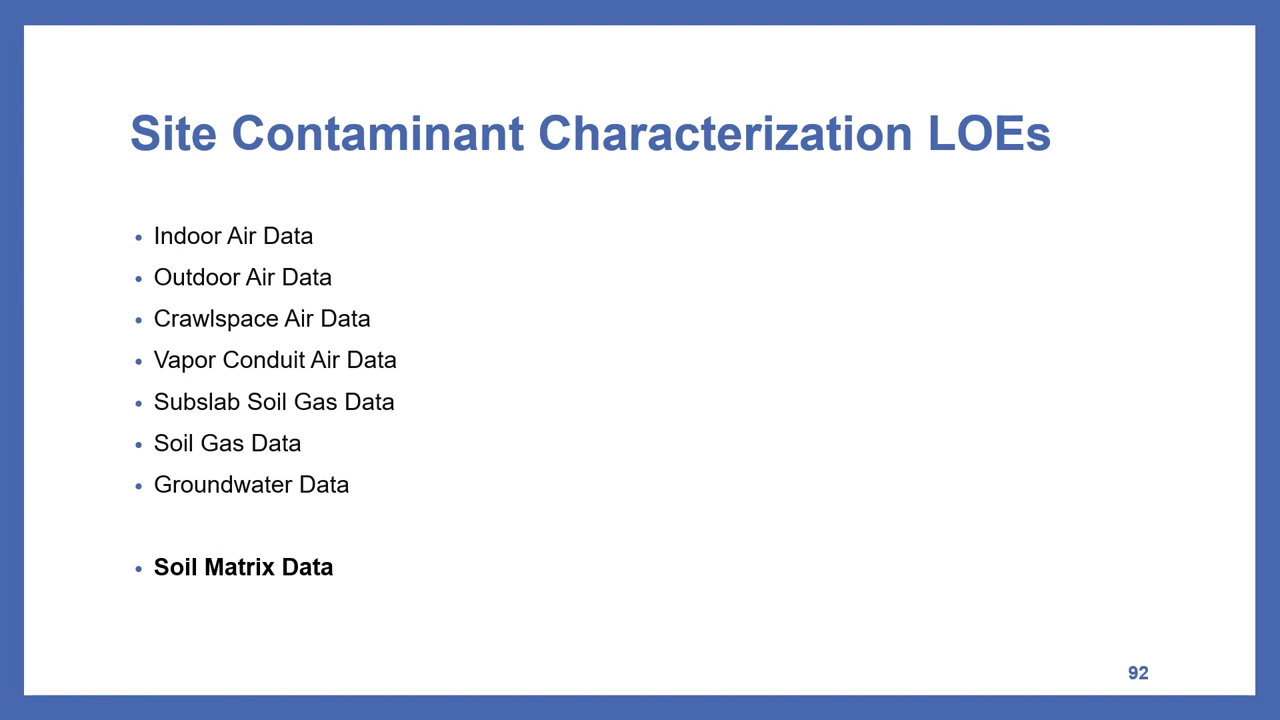 Site Contaminant Characterization LOEs
• Indoor Air Data
• Outdoor Air Data
• Crawlspace Air Data
• Vapor Conduit Air Data
• Subslab Soil Gas Data
• Soil Gas Data
• Groundwater Data
• Soil Matrix Data
92